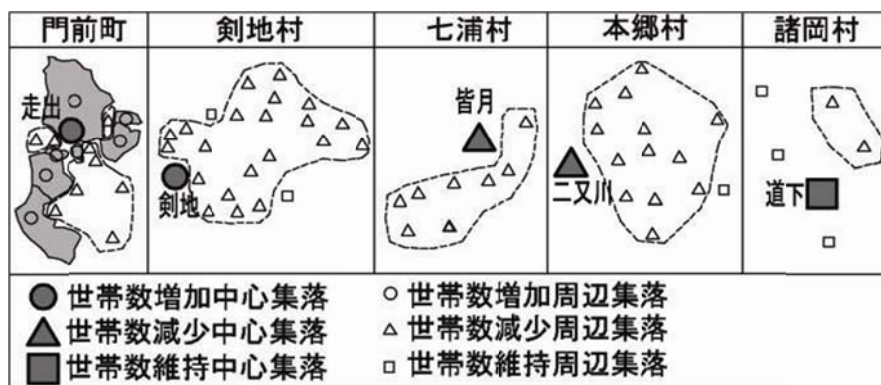 門前町 剣地村 七浦村 本郷村 諸岡村
走出
剣地
皆月
二又川
道下
世帯数増加中心集落 世帯数増加周辺集落
世帯数減少中心集落 世帯数減少周辺集落
世帯数維持中心集落 世帯数維持周辺集落